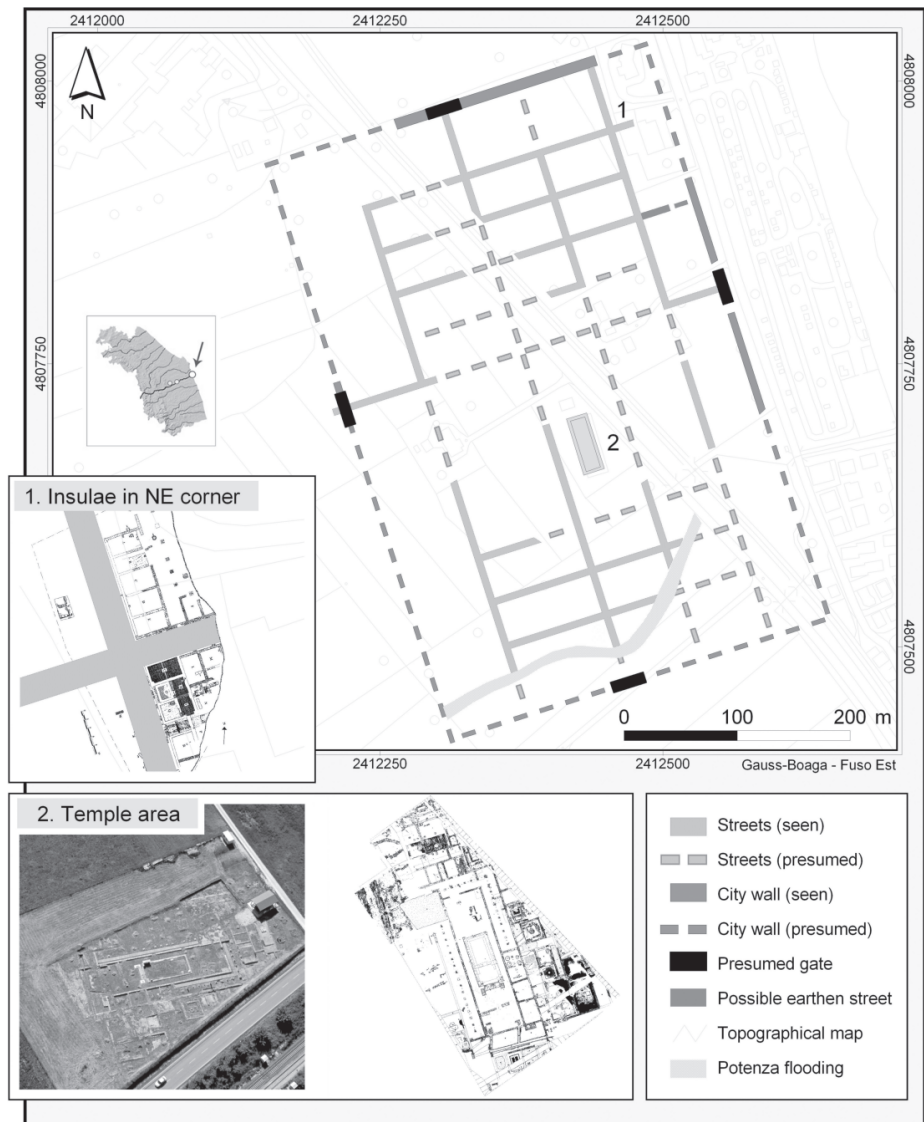 2412000
2412250
2412500
4808000
4808000
N
1
4807750
4807750
2
1. Insulae in NE corner
4807500
0
100
200 m
2412250
2412500
Gauss-Boaga - Fuso Est
2. Temple area
Streets (seen)
Streets (presumed)
City wall (seen)
City wall (presumed)
Presumed gate
Possible earthen street
Topographical map
Potenza flooding